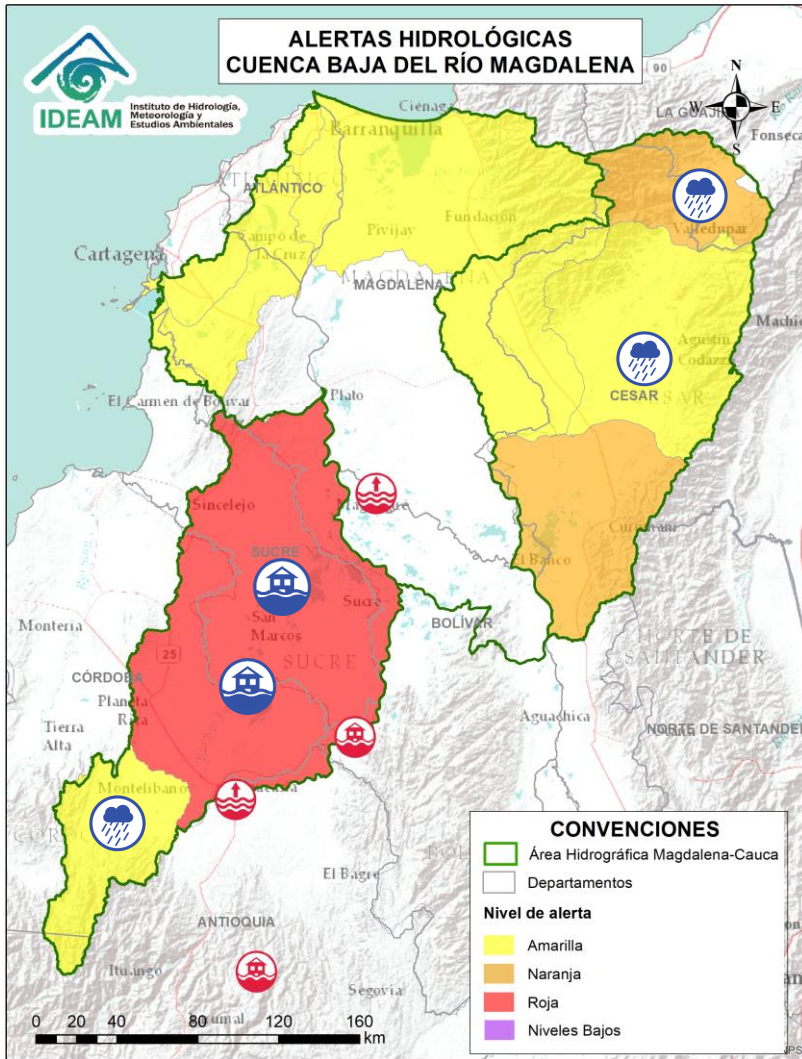 ALERTAS HIDROLÓGICAS
CUENCA BAJA DEL RÍO MAGDALENA
IDEAM
Instituto de Hidrología,
Meteorología y
Estudios Ambientales
N
W
E
S
90
Ciénaga
LA GUAJIRA
Fonseca
Barranquilla
ATLÁNTICO
Valledupar
Cartagena
Campo de
la Cruz
Pivijay
Fundación
MAGDALENA
MAGDALENA
Agustín
Codazzi
CESAR
El Carmen de Bolívar
Plato
Sincelejo
SUCRE
El Banco
Sucre
San
Marcos
BOLÍVAR
SUCRE
Montería
25
CÓRDOBA
Planeta
Rica
NORTE DE
SANTANDER
Aguachica
NORTE DE SANTANDER
Tierra
Alta
Montelíbano
El Bagre
ANTIOQUIA
Ituango
Segovia
0 20 40 80 120 160
km
CONVENCIONES
Área Hidrográfica Magdalena-Cauca
Departamentos
Nivel de alerta
Amarilla
Naranja
Roja
Niveles Bajos